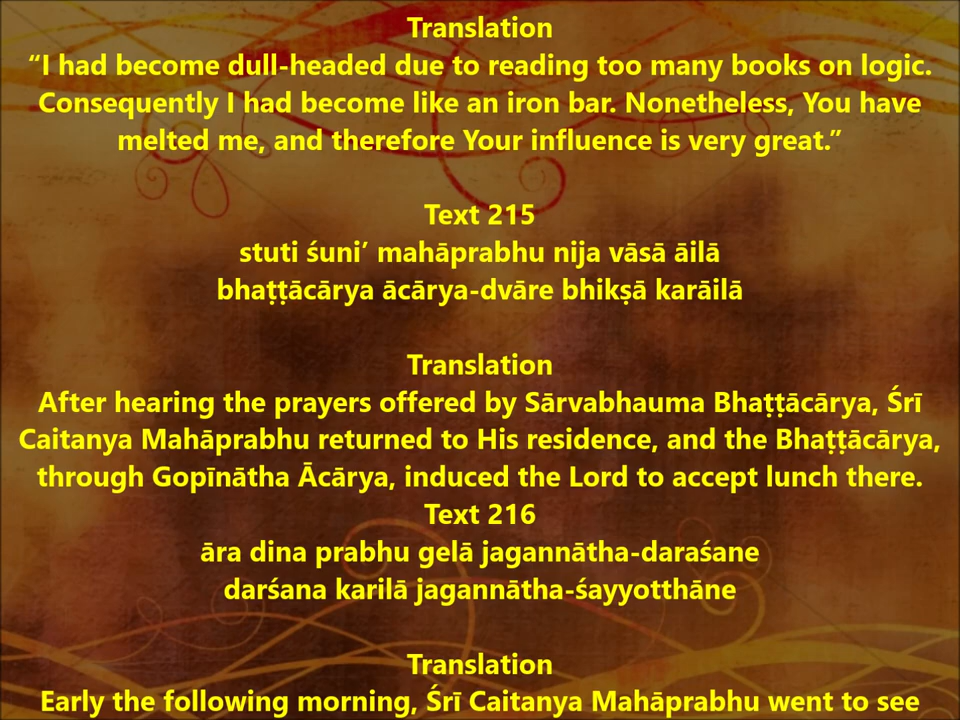 Translation
“I had become dull-headed due to reading too many books on logic.
Consequently I had become like an iron bar. Nonetheless, You have
melted me, and therefore Your influence is very great.”
Text 215
stuti śuni’ mahāprabhu nija vāsā āilā
bhaṭṭācārya ācārya-dvāre bhikṣā karāilā
Translation
After hearing the prayers offered by Sārvabhauma Bhaṭṭācārya, Śrī
Caitanya Mahāprabhu returned to His residence, and the Bhaṭṭācārya,
through Gopīnātha Ācārya, induced the Lord to accept lunch there.
Text 216
āra dina prabhu gelā jagannātha-daraśane
darśana karilā jagannātha-śayyotthāne
Translation
Early the following morning, Śrī Caitanya Mahāprabhu went to see